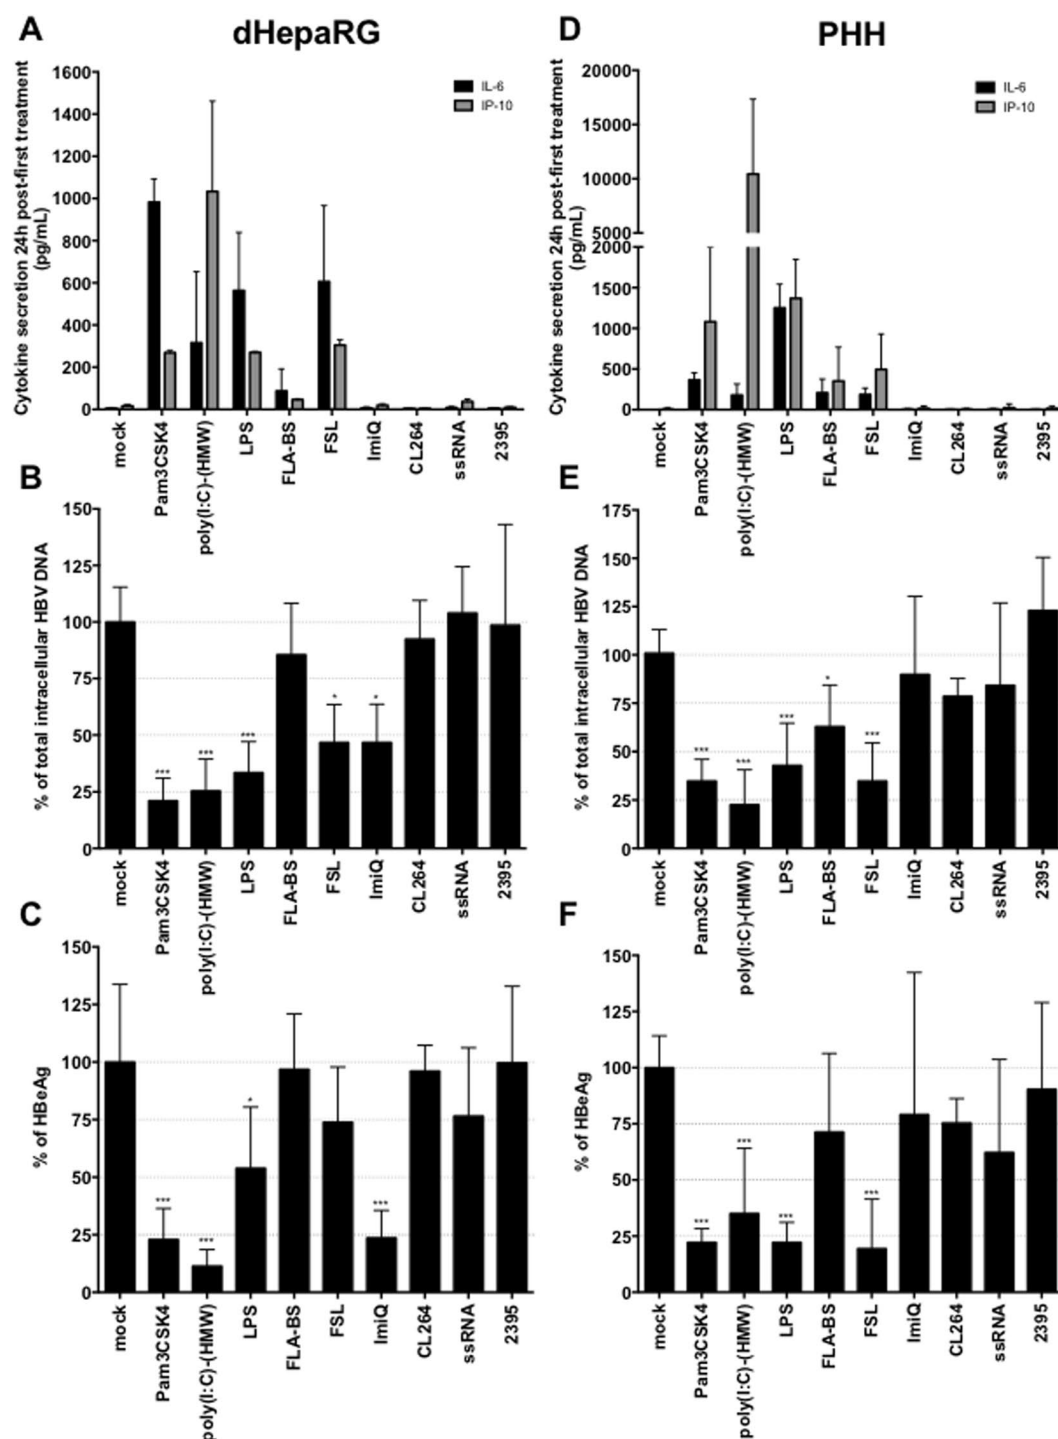 A
dHepaRG
Cytokine secretion 24h post-first treatment
(pg/mL)
1600
1400
1200
1000
800
600
400
200
0
IL-6
IP-10
mock
Pam3CSK4
poly(I:C)-(HMW)
LPS
FLA-BS
FSL
ImiQ
CL264
ssRNA
2395
D
PHH
Cytokine secretion 24h post-first treatment
(pg/mL)
20000
15000
10000
5000
2000
1500
1000
500
0
IL-6
IP-10
mock
Pam3CSK4
poly(I:C)-(HMW)
LPS
FLA-BS
FSL
ImiQ
CL264
ssRNA
2395
B
% of total intracellular HBV DNA
150
125
100
75
50
25
0
***
***
***
*
*
mock
Pam3CSK4
poly(I:C)-(HMW)
LPS
FLA-BS
FSL
ImiQ
CL264
ssRNA
2395
E
% of total intracellular HBV DNA
175
150
125
100
75
50
25
0
***
***
***
*
***
mock
Pam3CSK4
poly(I:C)-(HMW)
LPS
FLA-BS
FSL
ImiQ
CL264
ssRNA
2395
C
% of HBeAg
150
125
100
75
50
25
0
***
***
*
***
mock
Pam3CSK4
poly(I:C)-(HMW)
LPS
FLA-BS
FSL
ImiQ
CL264
ssRNA
2395
F
% of HBeAg
150
125
100
75
50
25
0
***
***
***
***
mock
Pam3CSK4
poly(I:C)-(HMW)
LPS
FLA-BS
FSL
ImiQ
CL264
ssRNA
2395